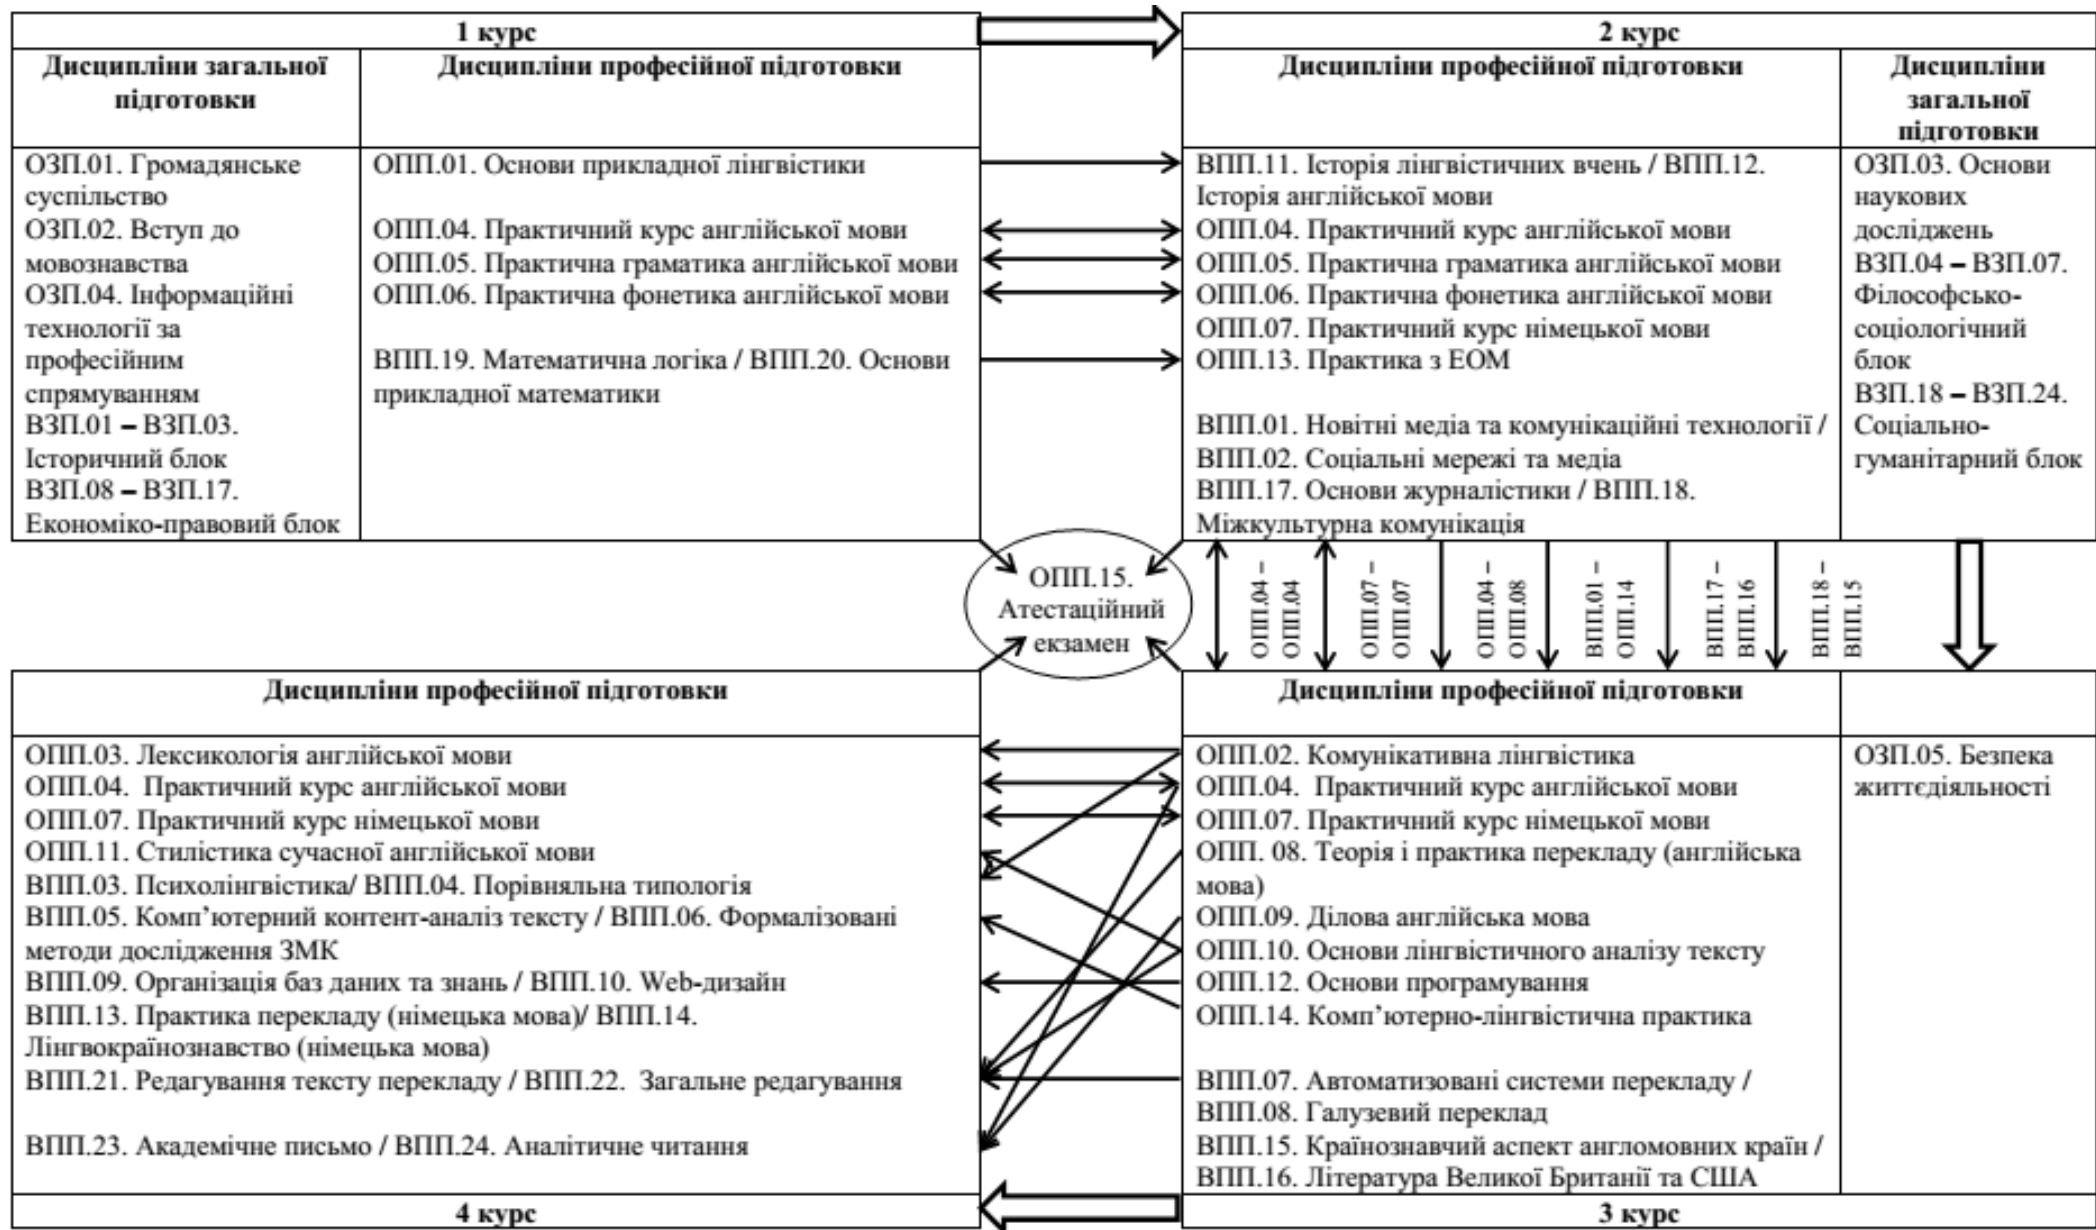 1 курс
Дисципліни загальної
підготовки
Дисципліни професійної підготовки
ОЗП.01. Громадянське
суспільство
ОЗП.02. Вступ до
мовознавства
ОЗП.04. Інформаційні
технології за
професійним
спрямуванням
ВЗП.01 – ВЗП.03.
Історичний блок
ВЗП.08 – ВЗП.17.
Економіко-правовий блок
ОПП.01. Основи прикладної лінгвістики
ОПП.04. Практичний курс англійської мови
ОПП.05. Практична граматика англійської мови
ОПП.06. Практична фонетика англійської мови
ВПП.19. Математична логіка / ВПП.20. Основи
прикладної математики
2 курс
Дисципліни професійної підготовки
Дисципліни
загальної
підготовки
ВПП.11. Історія лінгвістичних вчень / ВПП.12.
Історія англійської мови
ОПП.04. Практичний курс англійської мови
ОПП.05. Практична граматика англійської мови
ОПП.06. Практична фонетика англійської мови
ОПП.07. Практичний курс німецької мови
ОПП.13. Практика з ЕОМ
ВПП.01. Новітні медіа та комунікаційні технології /
ВПП.02. Соціальні мережі та медіа
ВПП.17. Основи журналістики / ВПП.18.
Міжкультурна комунікація
ОЗП.03. Основи
наукових
досліджень
ВЗП.04 – ВЗП.07.
Філософсько-
соціологічний
блок
ВЗП.18 – ВЗП.24.
Соціально-
гуманітарний блок
ОПП.15.
Атестаційний
екзамен
ОПП.04 –
ОПП.04
ОПП.07 –
ОПП.07
ОПП.04 –
ОПП.08
ВПП.01 –
ОПП.14
ВПП.17 –
ВПП.16
ВПП.18 –
ВПП.15
Дисципліни професійної підготовки
ОПП.03. Лексикологія англійської мови
ОПП.04. Практичний курс англійської мови
ОПП.07. Практичний курс німецької мови
ОПП.11. Стилістика сучасної англійської мови
ВПП.03. Психолінгвістика/ ВПП.04. Порівняльна типологія
ВПП.05. Комп’ютерний контент-аналіз тексту / ВПП.06. Формалізовані
методи дослідження ЗМК
ВПП.09. Організація баз даних та знань / ВПП.10. Web-дизайн
ВПП.13. Практика перекладу (німецька мова)/ ВПП.14.
Лінгвокраїнознавство (німецька мова)
ВПП.21. Редагування тексту перекладу / ВПП.22. Загальне редагування
ВПП.23. Академічне письмо / ВПП.24. Аналітичне читання
4 курс
Дисципліни професійної підготовки
ОПП.02. Комунікативна лінгвістика
ОПП.04. Практичний курс англійської мови
ОПП.07. Практичний курс німецької мови
ОПП. 08. Теорія і практика перекладу (англійська
мова)
ОПП.09. Ділова англійська мова
ОПП.10. Основи лінгвістичного аналізу тексту
ОПП.12. Основи програмування
ОПП.14. Комп’ютерно-лінгвістична практика
ВПП.07. Автоматизовані системи перекладу /
ВПП.08. Галузевий переклад
ВПП.15. Країнознавчий аспект англомовних країн /
ВПП.16. Література Великої Британії та США
ОЗП.05. Безпека
життєдіяльності
3 курс